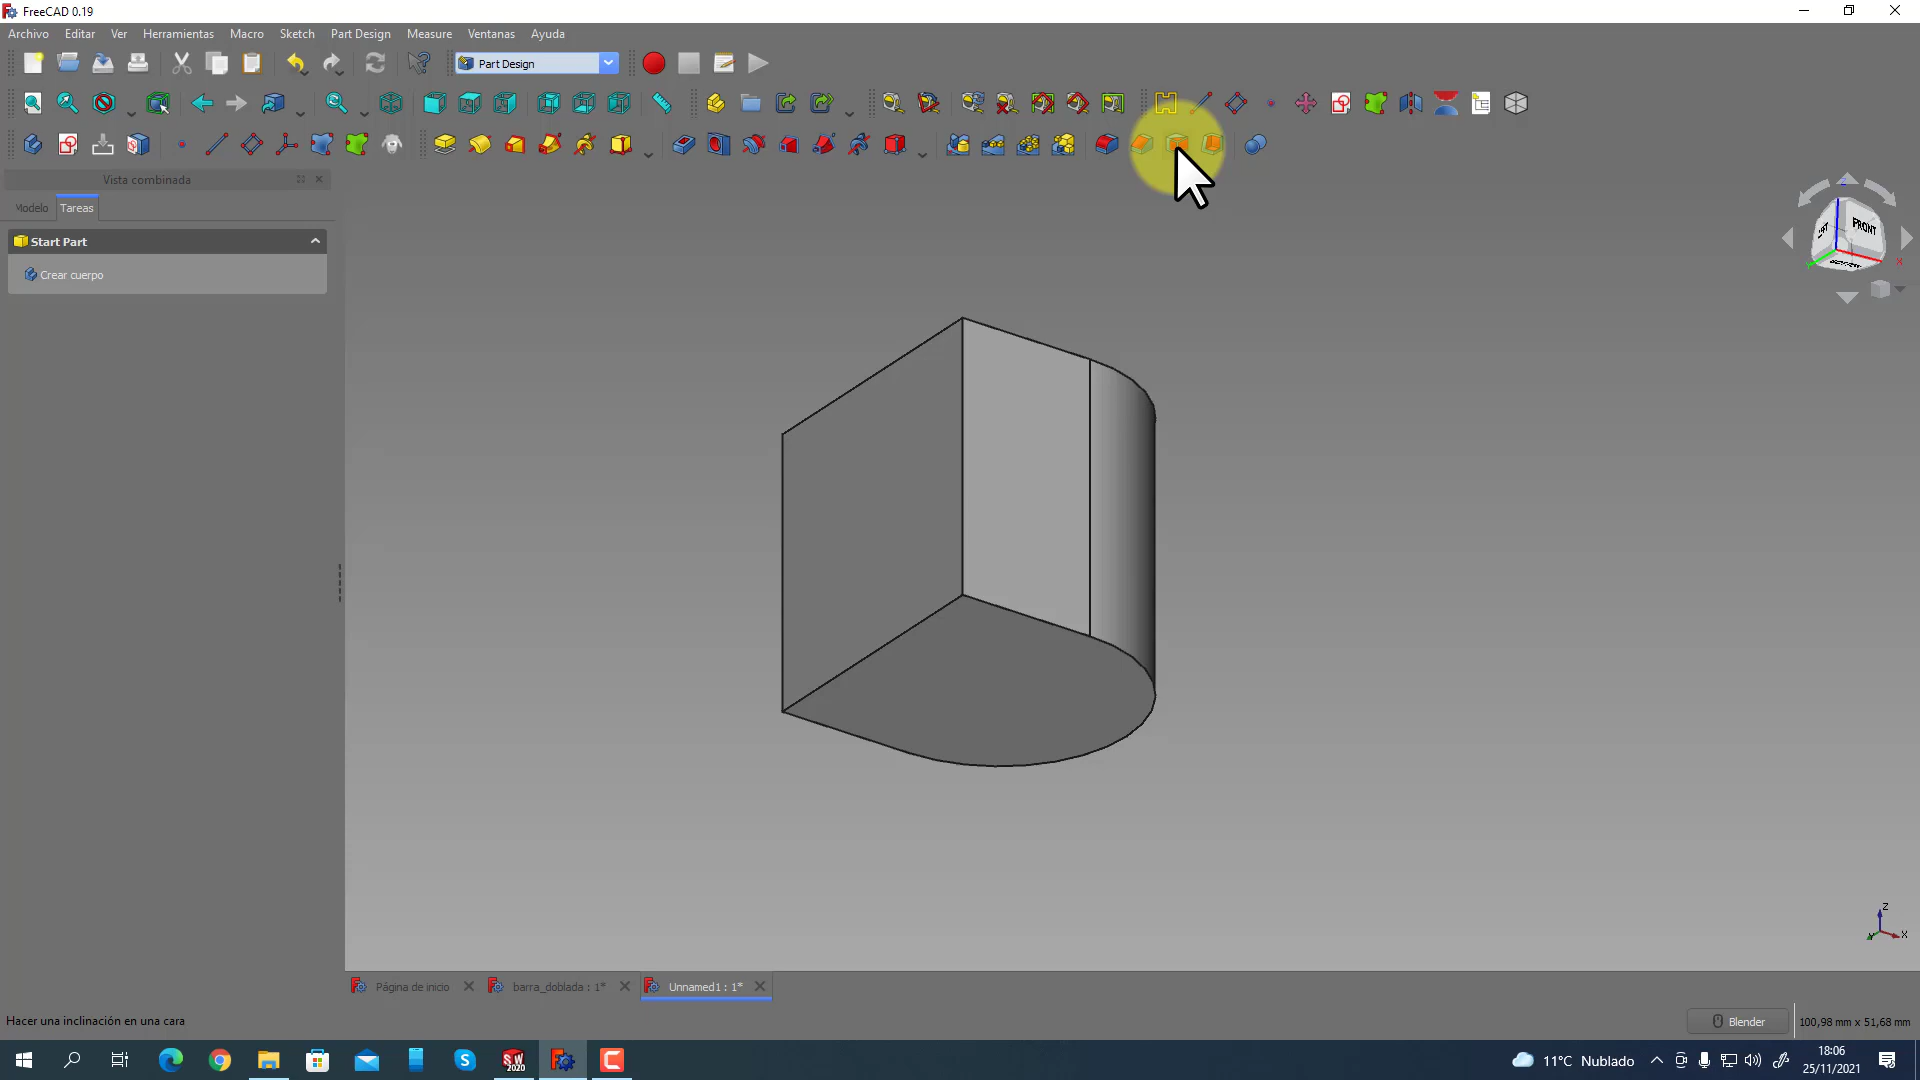 FreeCAD 0.19
Archivo Editar Ver Herramientas Macro Sketch Part Design Measure Ventanas Ayuda
Part Design
Vista combinada
Modelo Tareas
Start Part
Crear cuerpo
FRONT
Z
X
Y
X
Página de inicio barra_doblada : 1* Unnamed1 : 1*
Hacer una inclinación en una cara
Blender 100,98 mm x 51,68 mm
SW 2020
11°C Nublado
18:06
25/11/2021